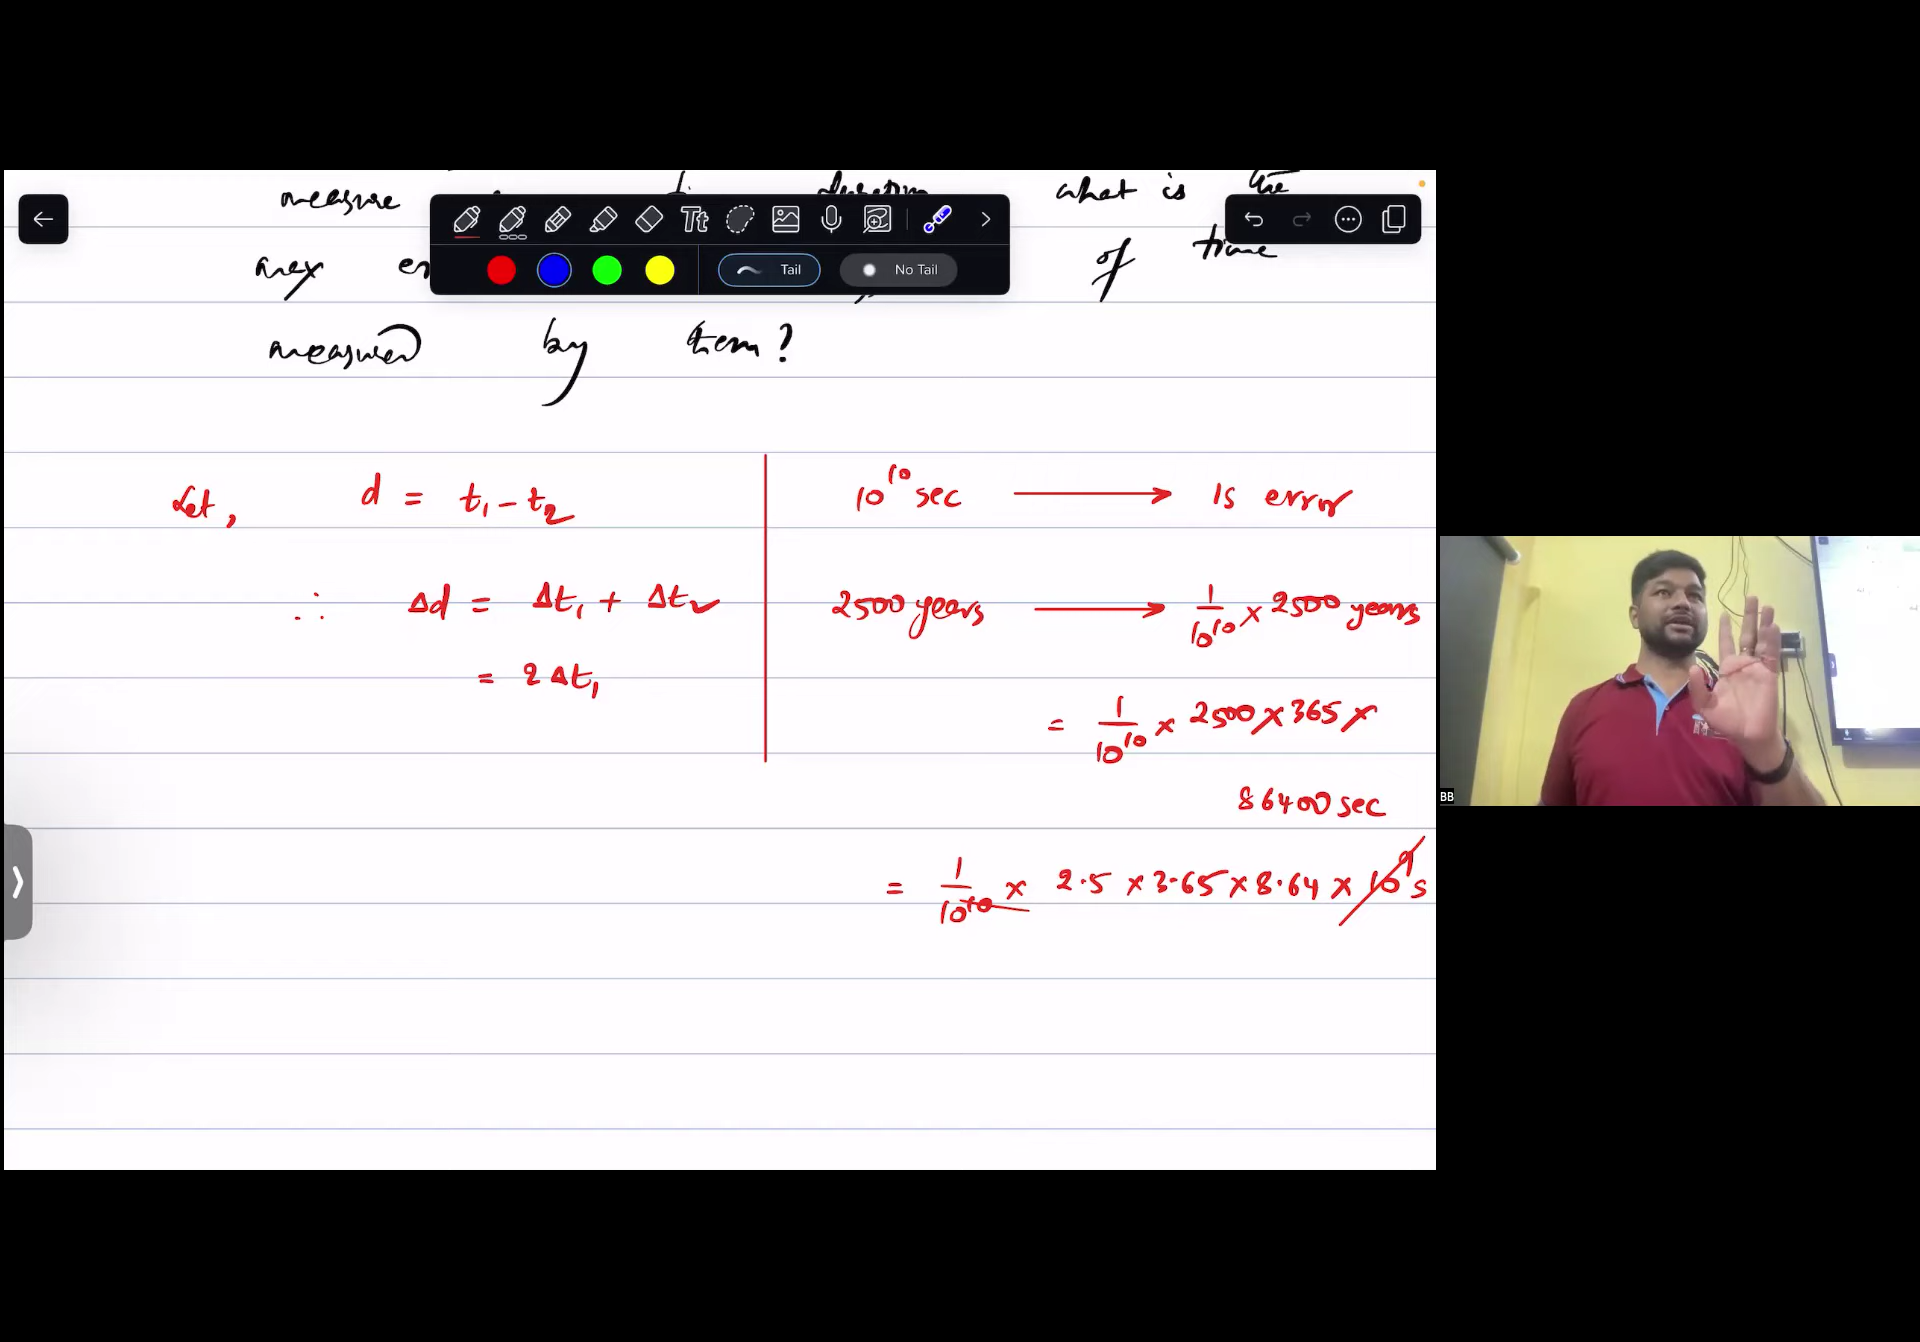 measure what is the
max of time
measured by them?
Let, d = t₁ - t₂
∴ Δd = Δt₁ + Δt₂
= 2Δt₁
10¹⁰ sec → 1s error
2500 years → 1/10¹⁰ × 2500 years
= 1/10¹⁰ × 2500 × 365 ×
86400 sec
= 1/10¹⁰ × 2.5 × 3.65 × 8.64 × 10⁹ s
Tt
Tail
No Tail
BB